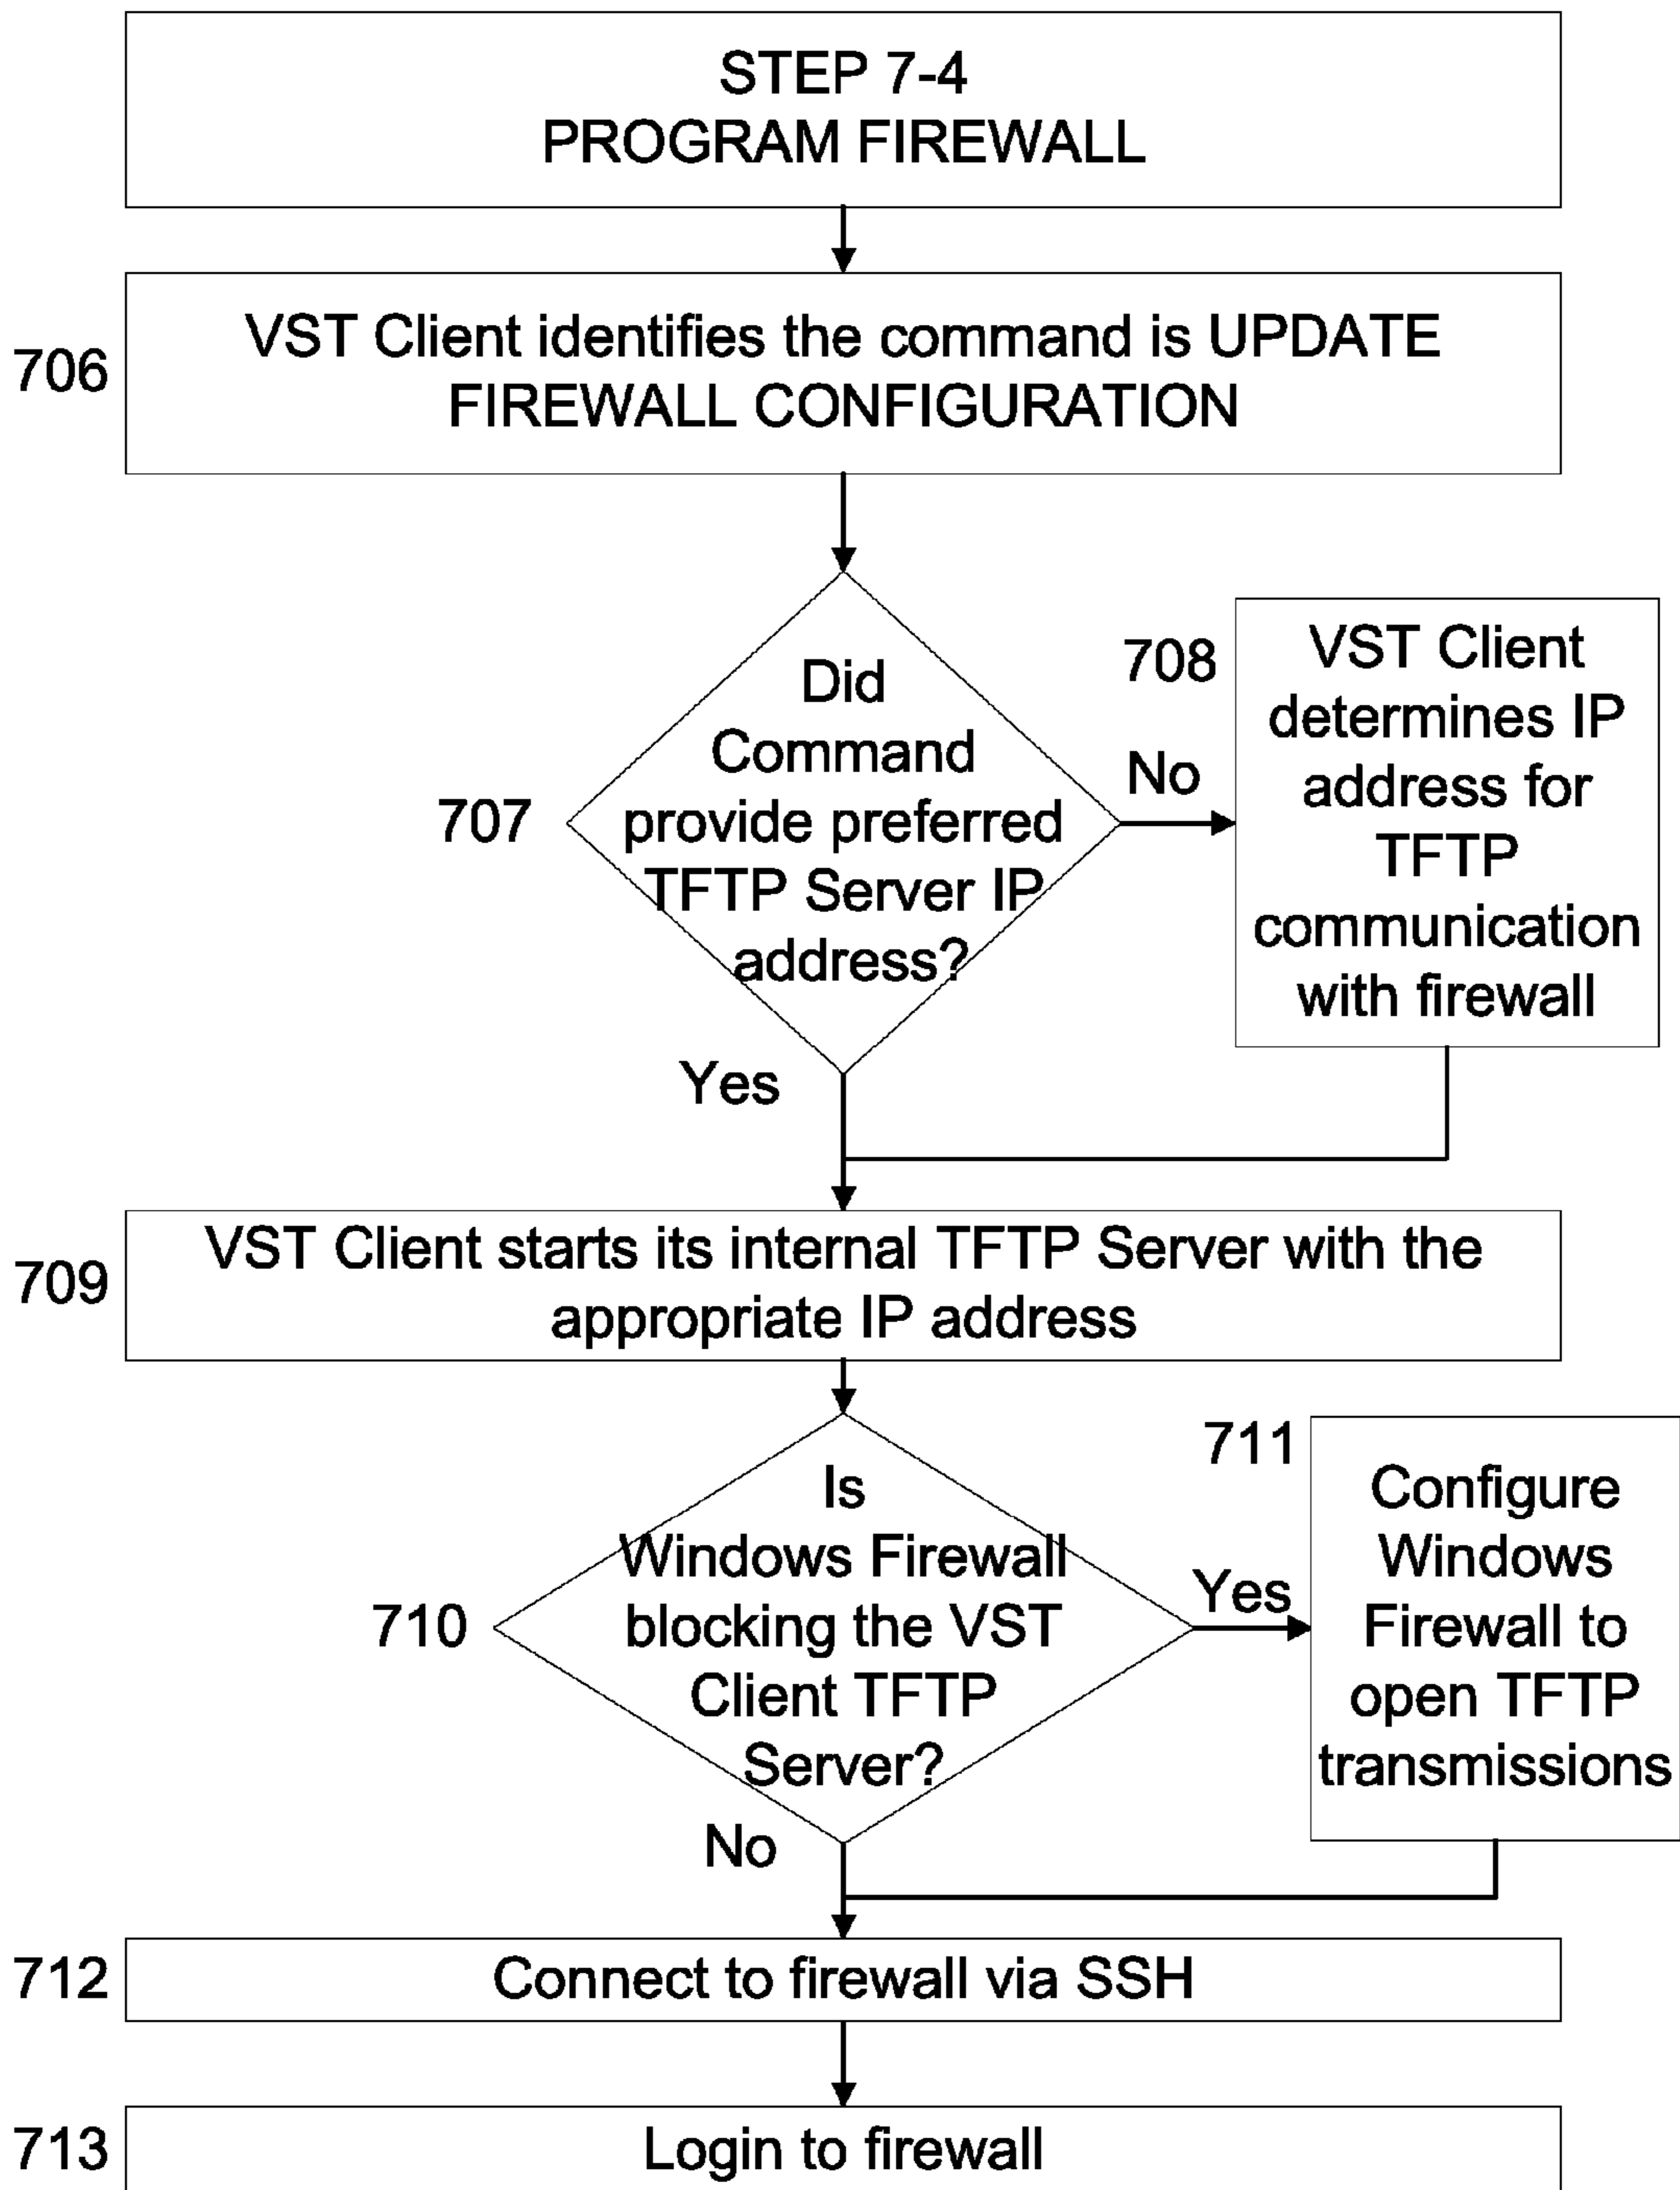 STEP 7-4
PROGRAM FIREWALL
706
VST Client identifies the command is UPDATE
FIREWALL CONFIGURATION
707
Did
Command
provide preferred
TFTP Server IP
address?
No
Yes
708
VST Client
determines IP
address for
TFTP
communication
with firewall
709
VST Client starts its internal TFTP Server with the
appropriate IP address
710
Is
Windows Firewall
blocking the VST
Client TFTP
Server?
Yes
No
711
Configure
Windows
Firewall to
open TFTP
transmissions
712
Connect to firewall via SSH
713
Login to firewall